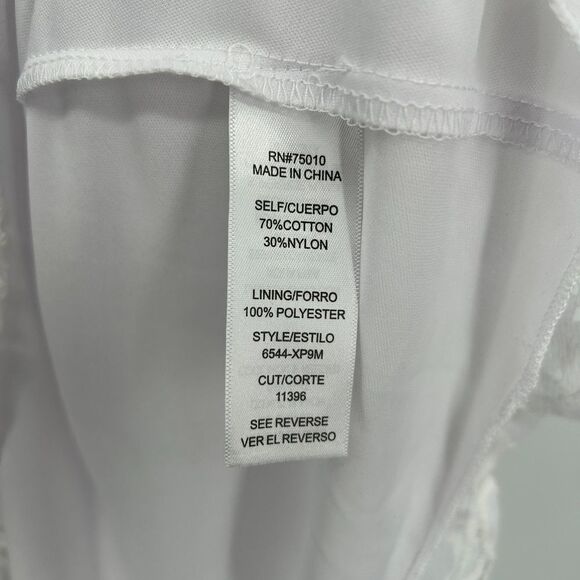 RN#75010
MADE IN CHINA
SELF/CUERPO
70%COTTON
30%NYLON
LINING/FORRO
100% POLYESTER
STYLE/ESTILO
6544-XP9M
CUT/CORTE
11396
SEE REVERSE
VER EL REVERSO